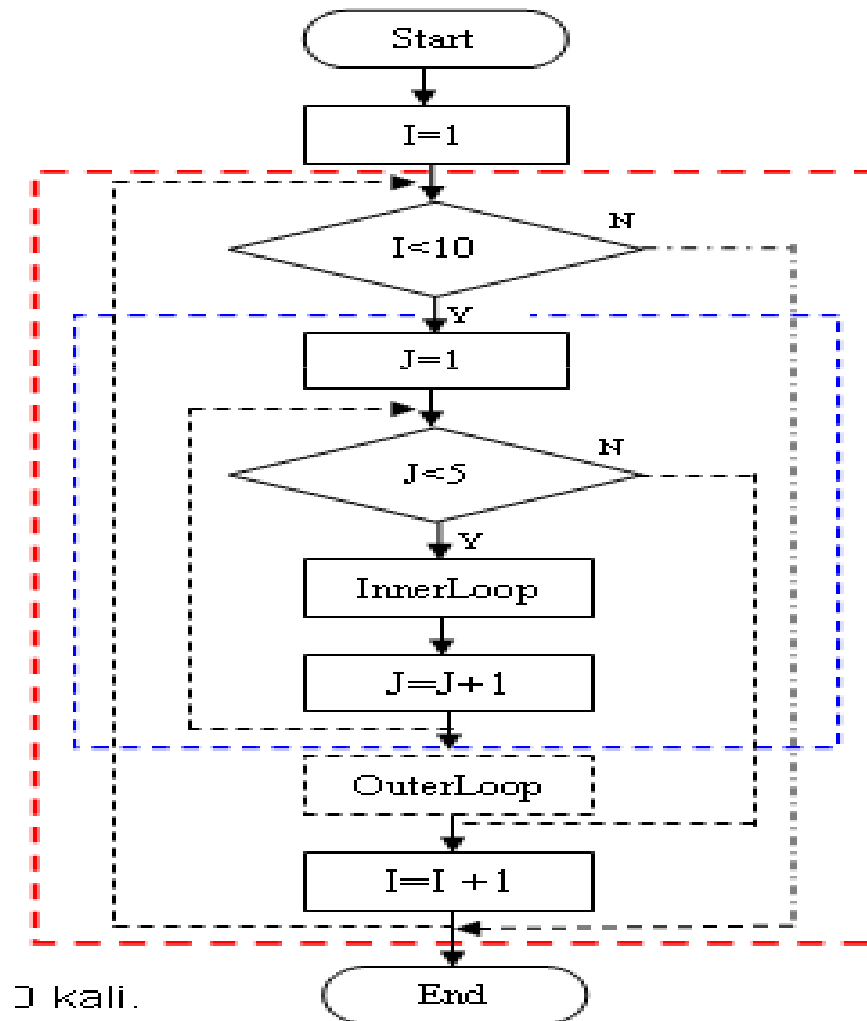 Start
I=1
I<10
N
Y
J=1
J<5
N
Y
InnerLoop
J=J+1
OuterLoop
I=I +1
End
kali.